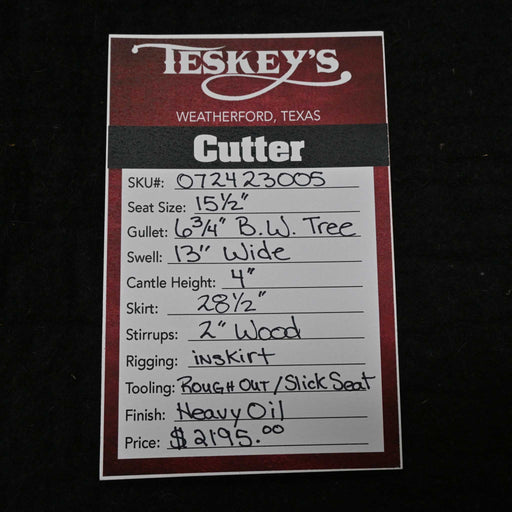 TESKEY'S
WEATHERFORD, TEXAS
Cutter
SKU#: 072423005
Seat Size: 15½"
Gullet: 6¾" B.W. Tree
Swell: 13" Wide
Cantle Height: 4"
Skirt: 28½"
Stirrups: 2" Wood
Rigging: inskirt
Tooling: Rough Out/Slick Seat
Finish: Heavy Oil
Price: $2195.00